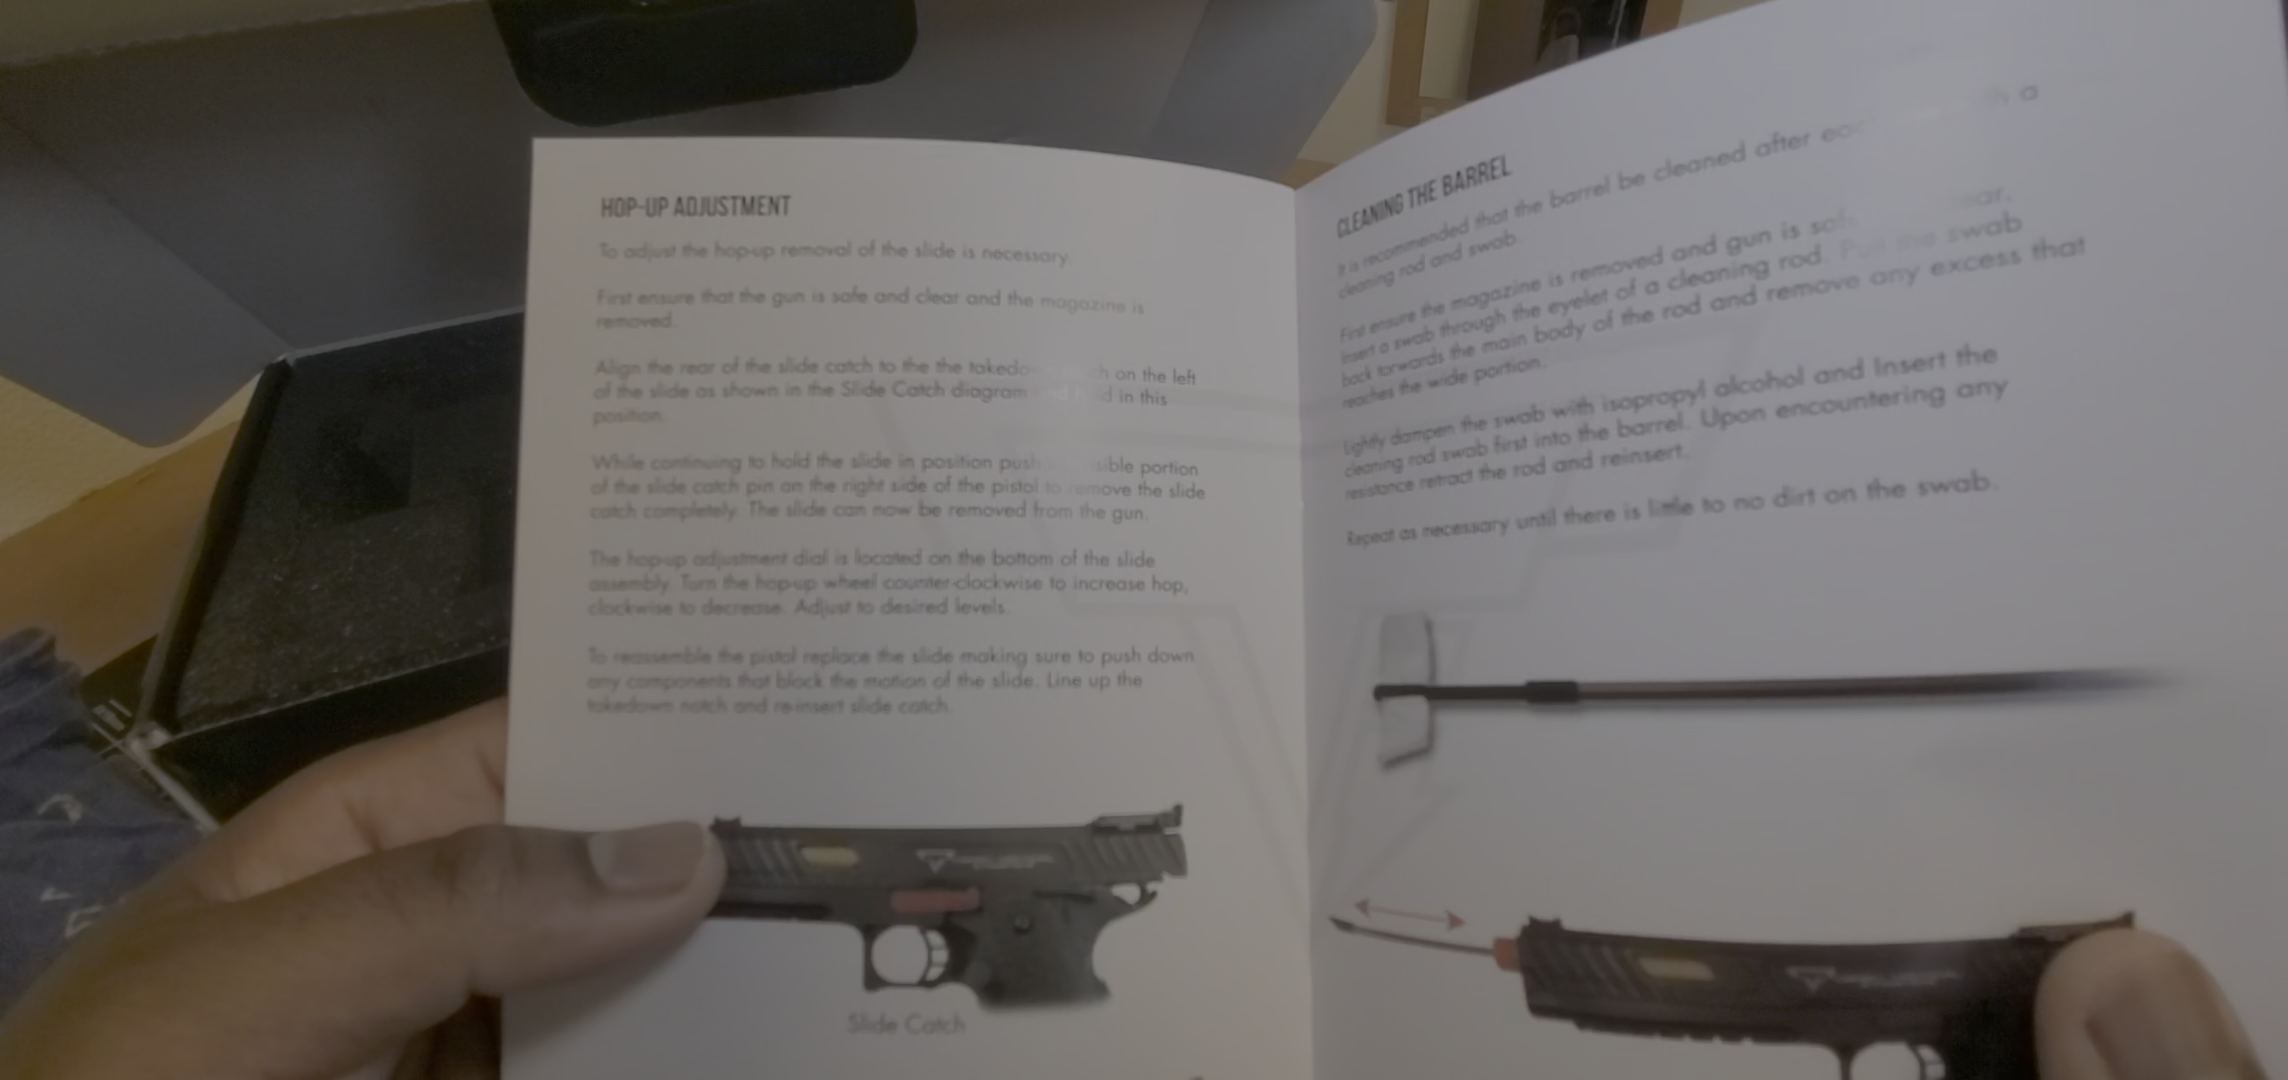 HOP-UP ADJUSTMENT
To adjust the hop-up removal of the slide is necessary.
First ensure that the gun is safe and clear and the magazine is
removed.
Align the rear of the slide catch to the the on the left
of the slide as shown in the Slide Catch diagram in this
position.
While continuing to hold the slide in position push portion
of the slide catch pin on the right side of the pistol to remove the slide
catch completely. The slide can now be removed from the gun.
The hop-up adjustment dial is located on the bottom of the slide
assembly. Turn the hop-up wheel counter-clockwise to increase hop,
clockwise to decrease. Adjust to desired levels.
To reassemble the pistol replace the slide making sure to push down
any components that block the motion of the slide. Line up the
takedown notch and re-insert slide catch.
Slide Catch
CLEANING THE BARREL
It is recommended that the barrel be cleaned after a
cleaning rod and swab.
First ensure the magazine is removed and gun is
Insert a swab through the eyelet of a cleaning rod. Pull the swab
back torwards the main body of the rod and remove any excess that
reaches the wide portion.
Lightly dampen the swab with isopropyl alcohol and Insert the
cleaning rod swab first into the barrel. Upon encountering any
resistance retract the rod and reinsert.
Repeat as necessary until there is little to no dirt on the swab.